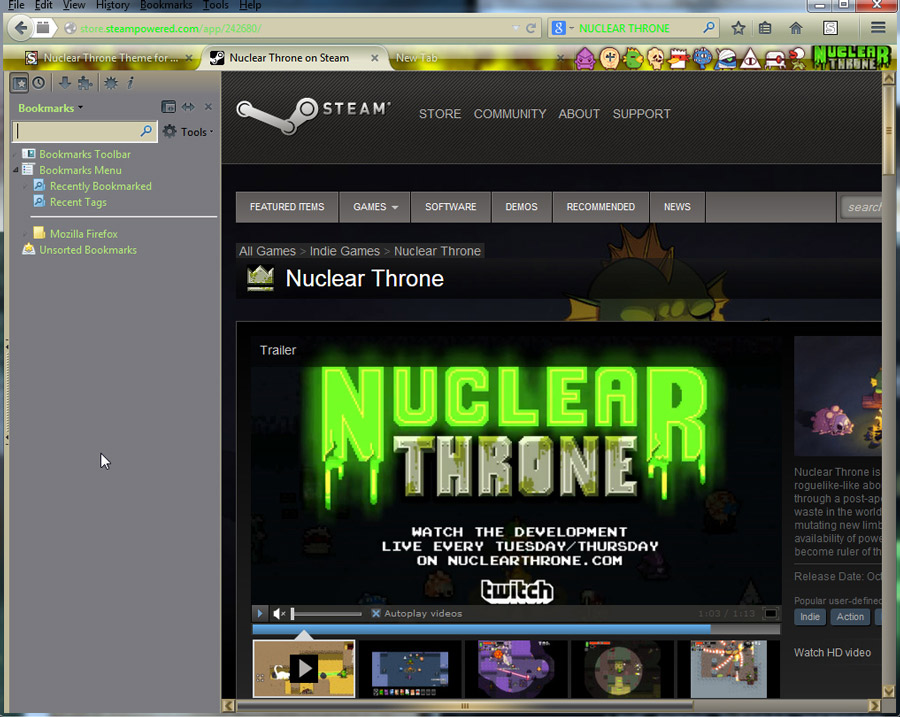 File Edit View History Bookmarks Tools Help
store.steampowered.com/app/242680/
8 NUCLEAR THRONE
S
Nuclear Throne Theme for ...
Nuclear Throne on Steam
New Tab
NUCLEAR THRONE
Bookmarks
Tools
Bookmarks Toolbar
Bookmarks Menu
Recently Bookmarked
Recent Tags
Mozilla Firefox
Unsorted Bookmarks
STEAM
STORE COMMUNITY ABOUT SUPPORT
FEATURED ITEMS GAMES SOFTWARE DEMOS RECOMMENDED NEWS search
All Games > Indie Games > Nuclear Throne
Nuclear Throne
Trailer
NUCLEAR
THRONE
WATCH THE DEVELOPMENT
LIVE EVERY TUESDAY/THURSDAY
ON NUCLEARTHRONE.COM
twitch
Autoplay videos
1:03 / 1:13
Nuclear Throne is
roguelike-like abo
through a post-apo
waste in the world
mutating new limb
availability of powe
become ruler of th
Release Date: Oct
Popular user-defined
Indie Action
Watch HD video